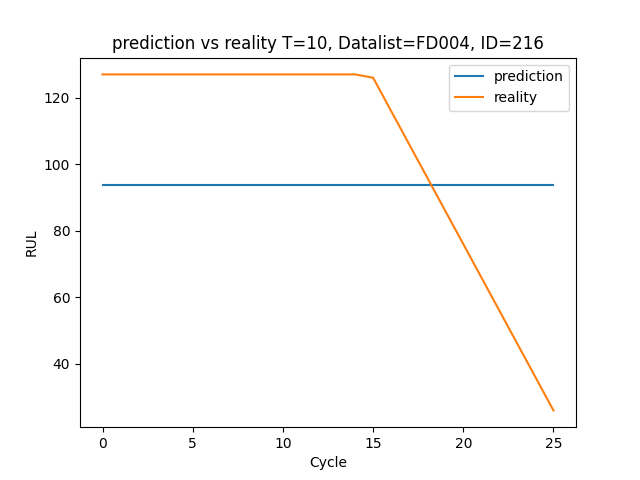 prediction vs reality T=10, Datalist=FD004, ID=216
prediction
reality
120
100
80
60
40
RUL
0 5 10 15 20 25
Cycle